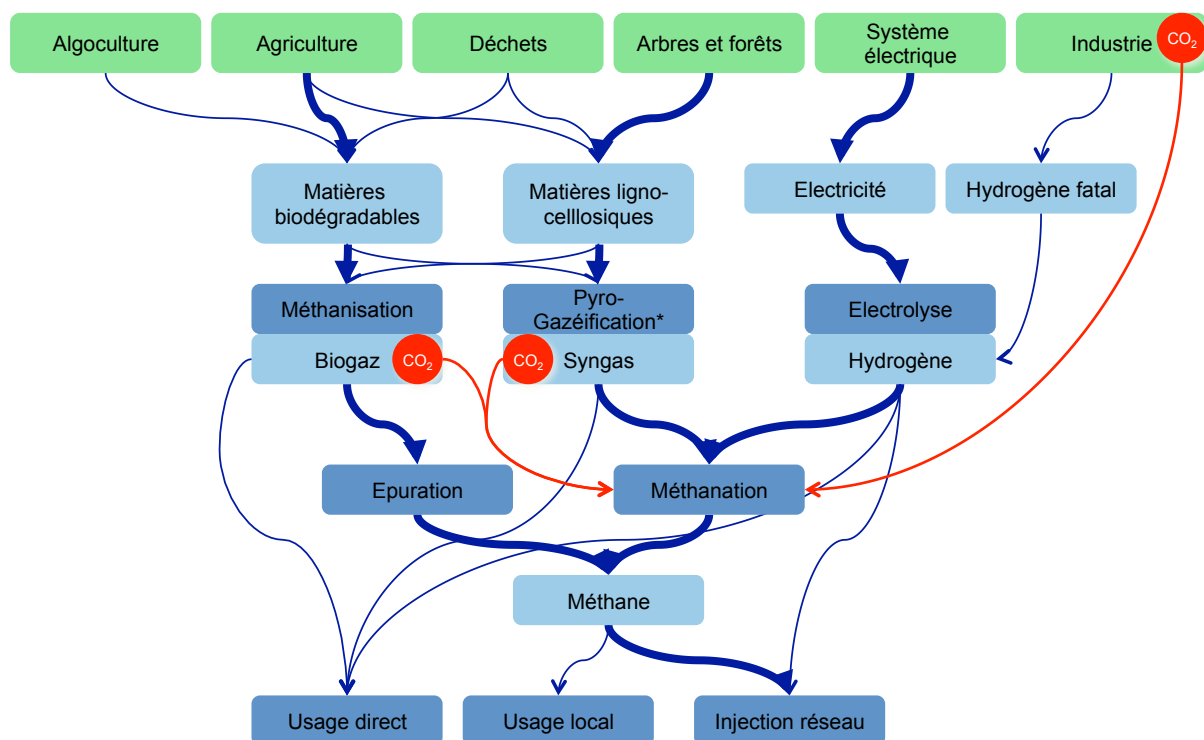 Algoculture
Agriculture
Déchets
Arbres et forêts
Système
électrique
Industrie
CO₂
Matières
biodégradables
Matières ligno-
celllosiques
Electricité
Hydrogène fatal
Méthanisation
Pyro-
Gazéification*
Electrolyse
Biogaz
CO₂
CO₂
Syngas
Hydrogène
Epuration
Méthanation
Méthane
Usage direct
Usage local
Injection réseau